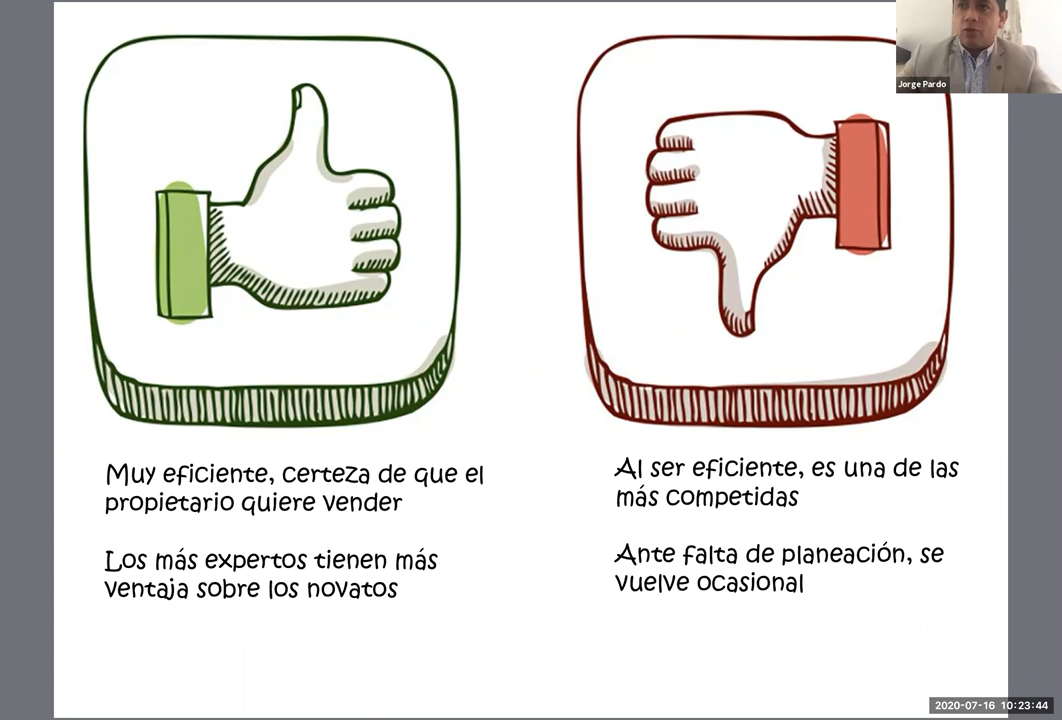 Jorge Pardo
Muy eficiente, certeza de que el
propietario quiere vender
Los más expertos tienen más
ventaja sobre los novatos
Al ser eficiente, es una de las
más competidas
Ante falta de planeación, se
vuelve ocasional
2020-07-16 10:23:44